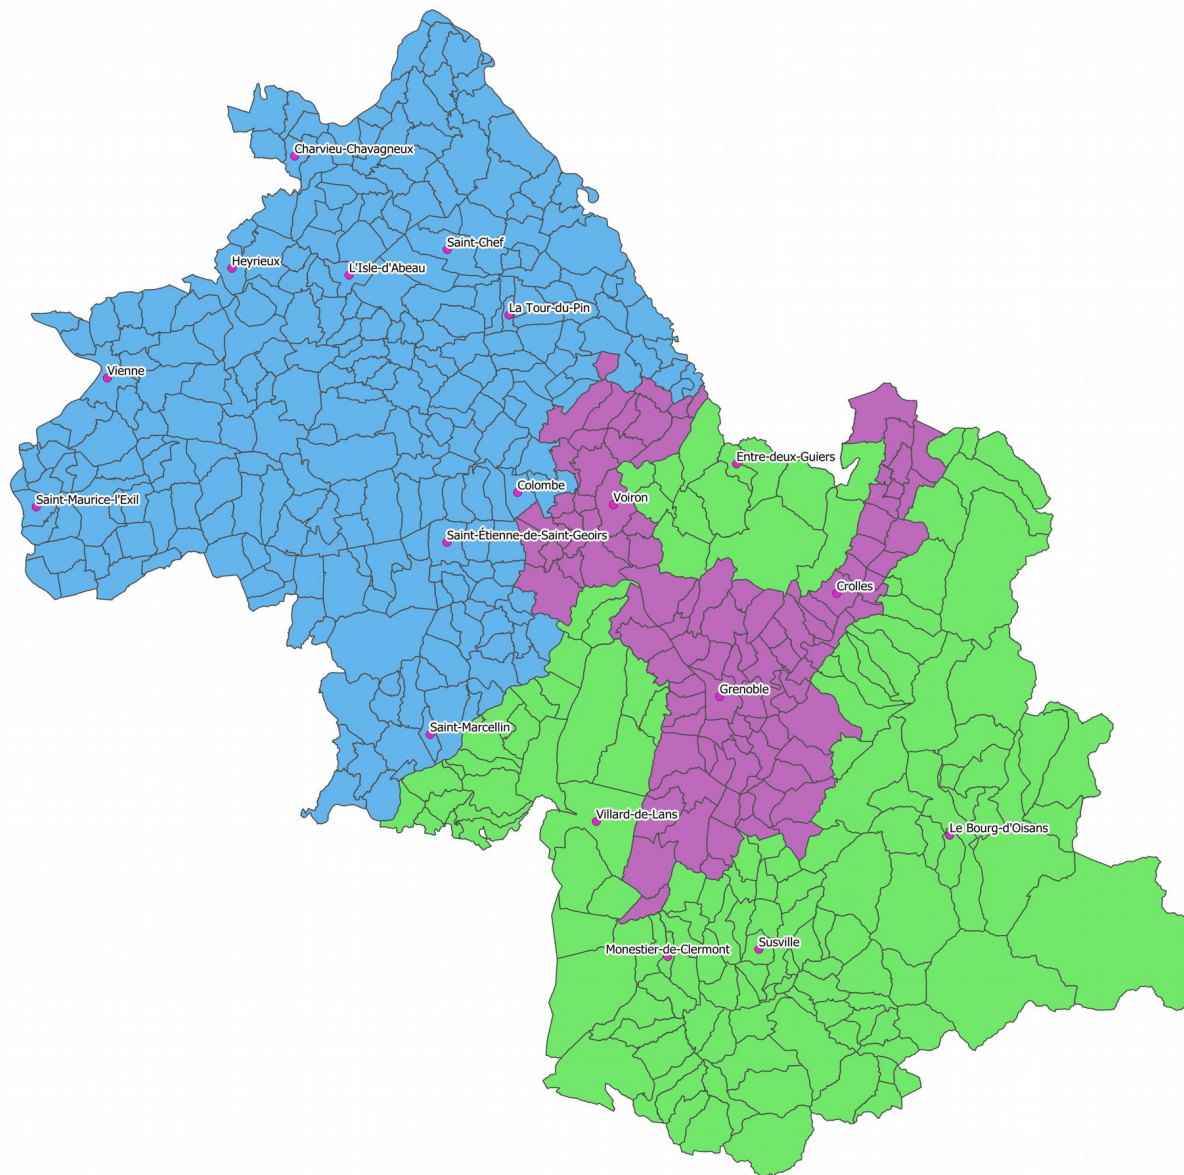 Charvieu-Chavagneux
Saint-Chef
Heyrieux
L'Isle-d'Abeau
La Tour-du-Pin
Vienne
Entre-deux-Guiers
Saint-Maurice-l'Exil
Colombe
Voiron
Saint-Étienne-de-Saint-Geoirs
Crolles
Grenoble
Saint-Marcellin
Villard-de-Lans
Le Bourg-d'Oisans
Monestier-de-Clermont
Susville